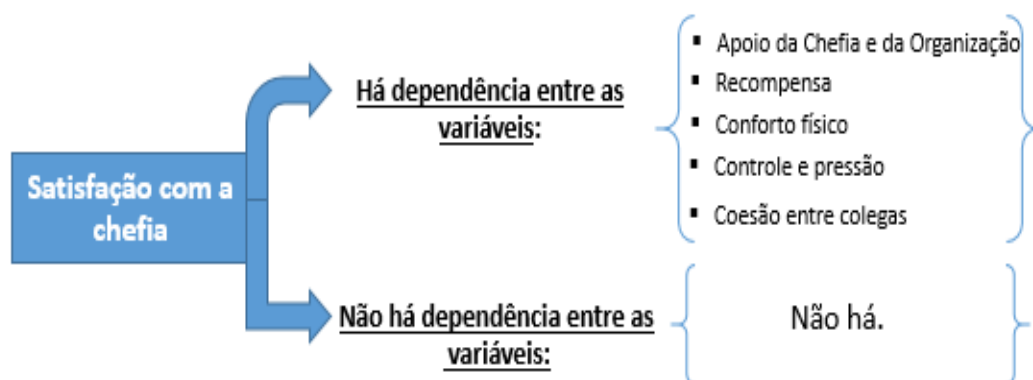 Satisfação com a
chefia
Há dependência entre as
variáveis:
▪ Apoio da Chefia e da Organização
▪ Recompensa
▪ Conforto físico
▪ Controle e pressão
▪ Coesão entre colegas
Não há dependência entre as
variáveis:
Não há.